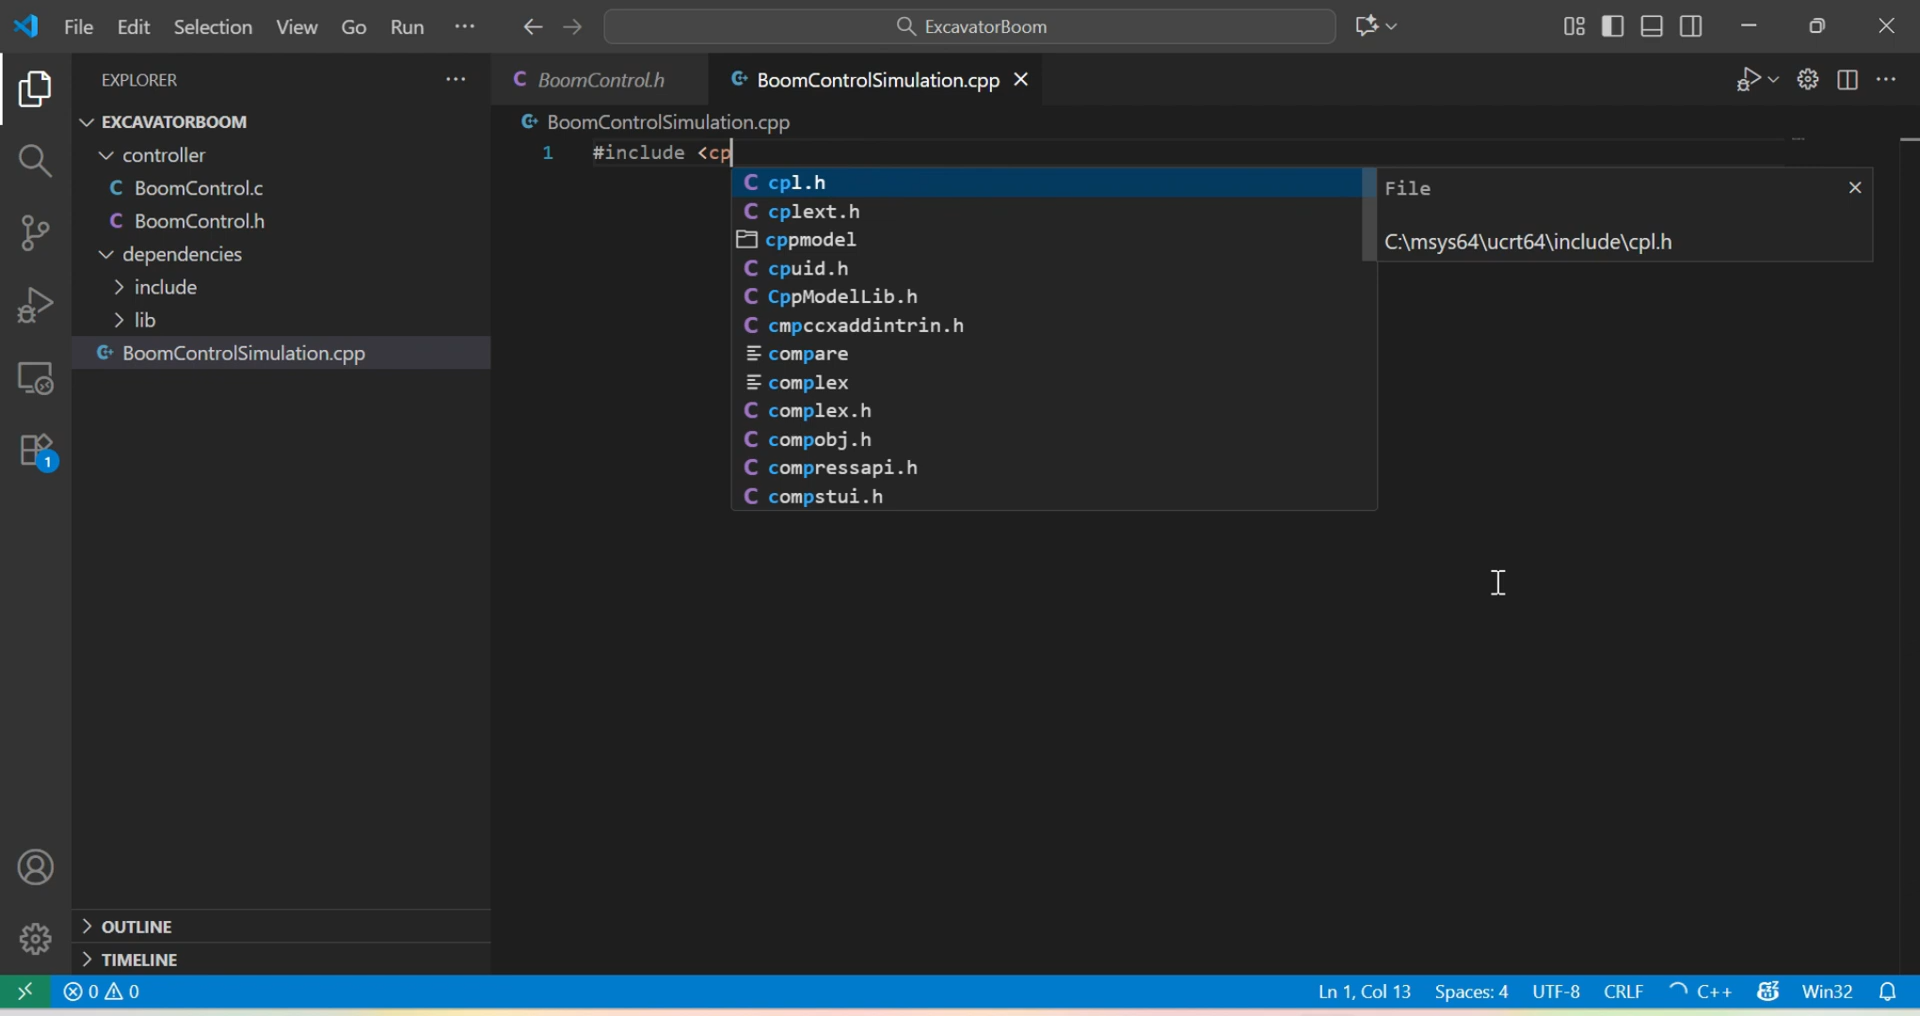 File Edit Selection View Go Run ···
ExcavatorBoom
EXPLORER ···
EXCAVATORBOOM
controller
BoomControl.c
BoomControl.h
dependencies
include
lib
BoomControlSimulation.cpp
OUTLINE
TIMELINE
BoomControl.h
BoomControlSimulation.cpp
BoomControlSimulation.cpp
1 #include <cp
cpl.h
cplext.h
cppmodel
cpuid.h
CppModelLib.h
cmpccxaddintrin.h
compare
complex
complex.h
compobj.h
compressapi.h
compstui.h
File
C:\msys64\ucrt64\include\cpl.h
1
0 0
Ln 1, Col 13 Spaces: 4 UTF-8 CRLF C++ Win32